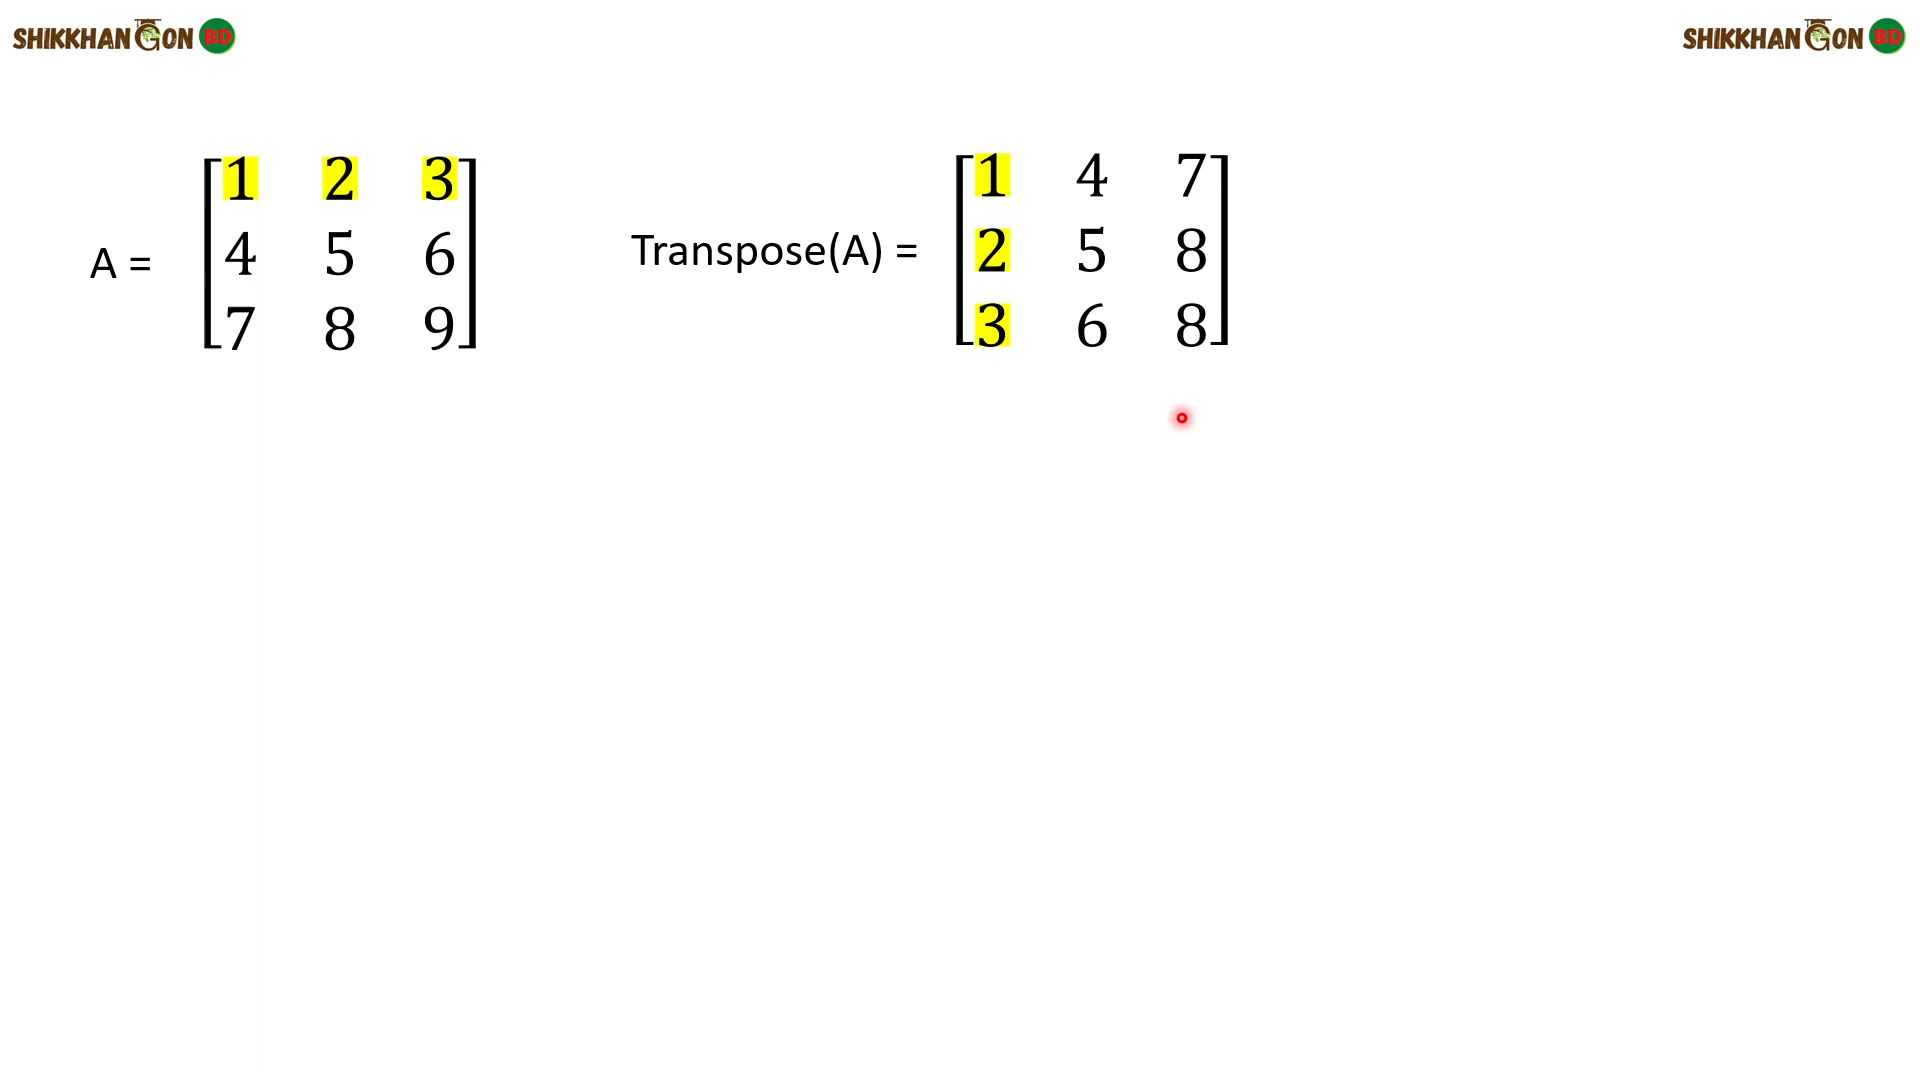 SHIKKHANGON BD
SHIKKHANGON BD
A =
1 2 3
4 5 6
7 8 9
Transpose(A) =
1 4 7
2 5 8
3 6 8